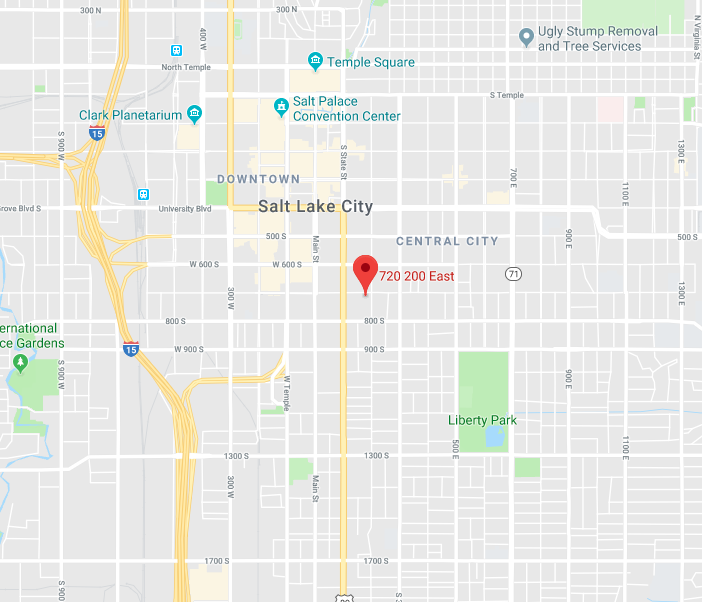 300 N
300 N
400 W
N Virginia St
Ugly Stump Removal
and Tree Services
Temple Square
North Temple
S Temple
Salt Palace
Convention Center
Clark Planetarium
15
S 900 W
S State St
1300 E
700 E
1100 E
DOWNTOWN
Grove Blvd S
University Blvd
Salt Lake City
500 S
Main St
CENTRAL CITY
900 E
500 S
W 600 S
W 600 S
720 200 East
71
300 W
1300 E
800 S
800 S
ernational
ce Gardens
15
W 900 S
900 S
S 900 W
W Temple
900 E
Liberty Park
500 E
1100 E
1300 S
1300 S
300 W
Main St
1700 S
1700 S
S 900